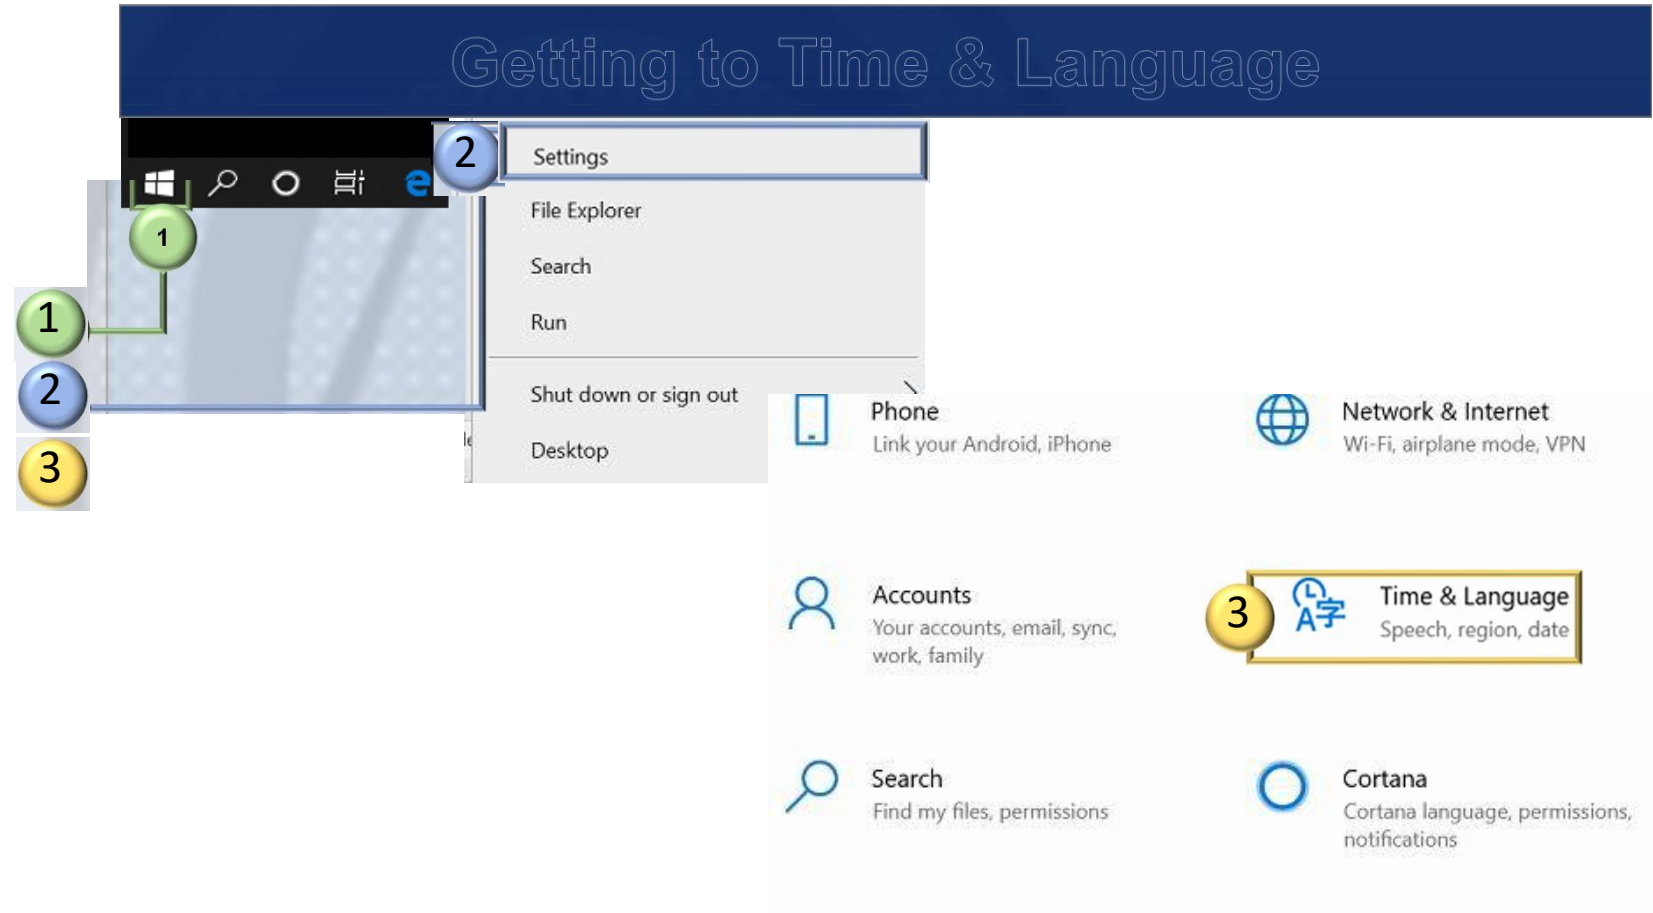 Getting to Time & Language
2
Settings
File Explorer
Search
Run
Shut down or sign out
Desktop
1
1
2
3
Phone
Link your Android, iPhone
Network & Internet
Wi-Fi, airplane mode, VPN
Accounts
Your accounts, email, sync,
work, family
3
Time & Language
Speech, region, date
Search
Find my files, permissions
Cortana
Cortana language, permissions,
notifications